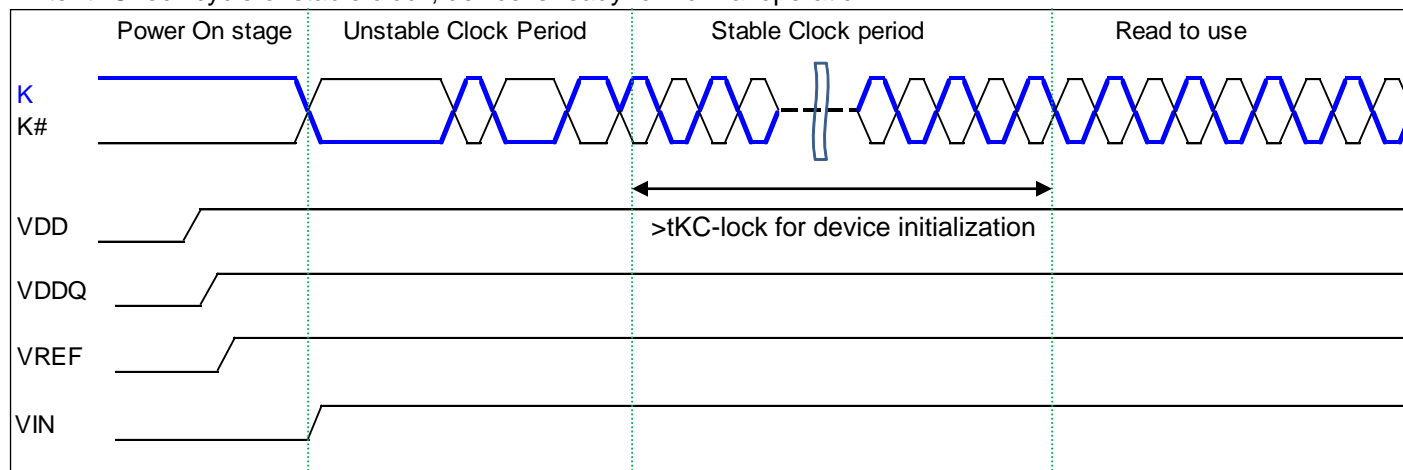 Power On stage
Unstable Clock Period
Stable Clock period
Read to use
K
K#
VDD
>tKC-lock for device initialization
VDDQ
VREF
VIN